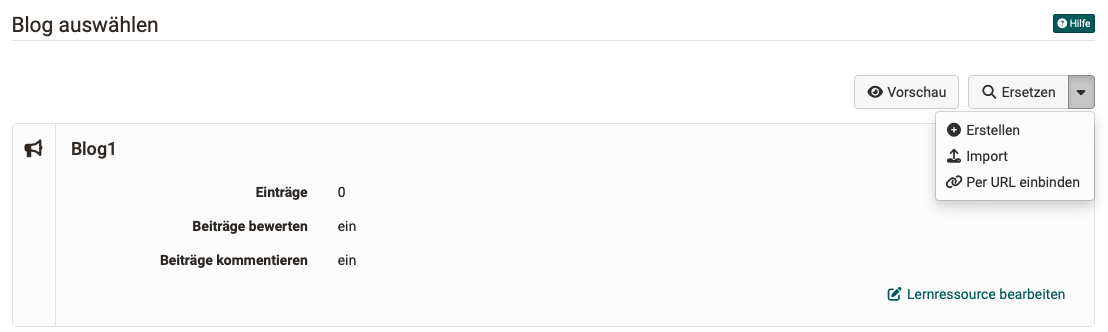 Blog auswählen
Hilfe
Vorschau
Ersetzen
Erstellen
Import
Per URL einbinden
Blog1
Einträge 0
Beiträge bewerten ein
Beiträge kommentieren ein
Lernressource bearbeiten